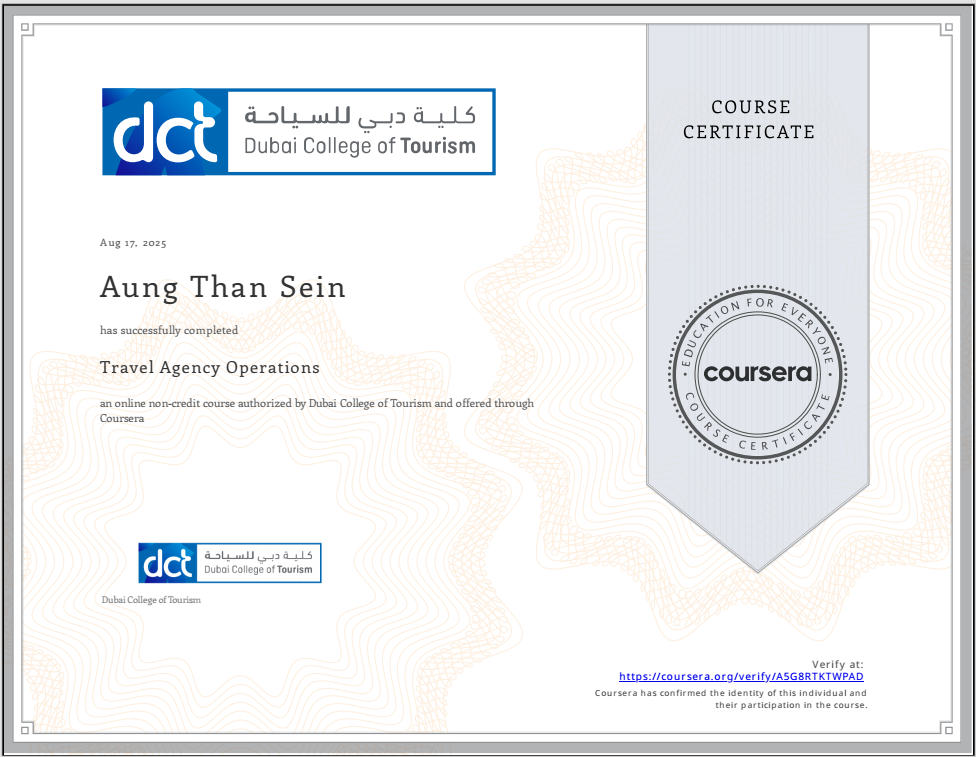 dct
كلية دبي للسياحة
Dubai College of Tourism
COURSE
CERTIFICATE
Aug 17, 2025
Aung Than Sein
has successfully completed
Travel Agency Operations
an online non-credit course authorized by Dubai College of Tourism and offered through
Coursera
EDUCATION FOR EVERYONE
coursera
COURSE CERTIFICATE
dct
كلية دبي للسياحة
Dubai College of Tourism
Dubai College of Tourism
Verify at:
https://coursera.org/verify/A5G8RTKTWPAD
Coursera has confirmed the identity of this individual and
their participation in the course.